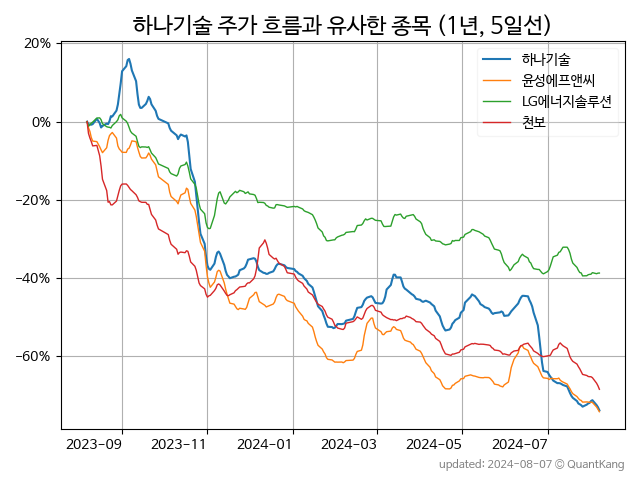 하나기술 주가 흐름과 유사한 종목 (1년, 5일선)
20%
0%
−20%
−40%
−60%
하나기술
윤성에프앤씨
LG에너지솔루션
천보
2023-09 2023-11 2024-01 2024-03 2024-05 2024-07
updated: 2024-08-07 © QuantKang